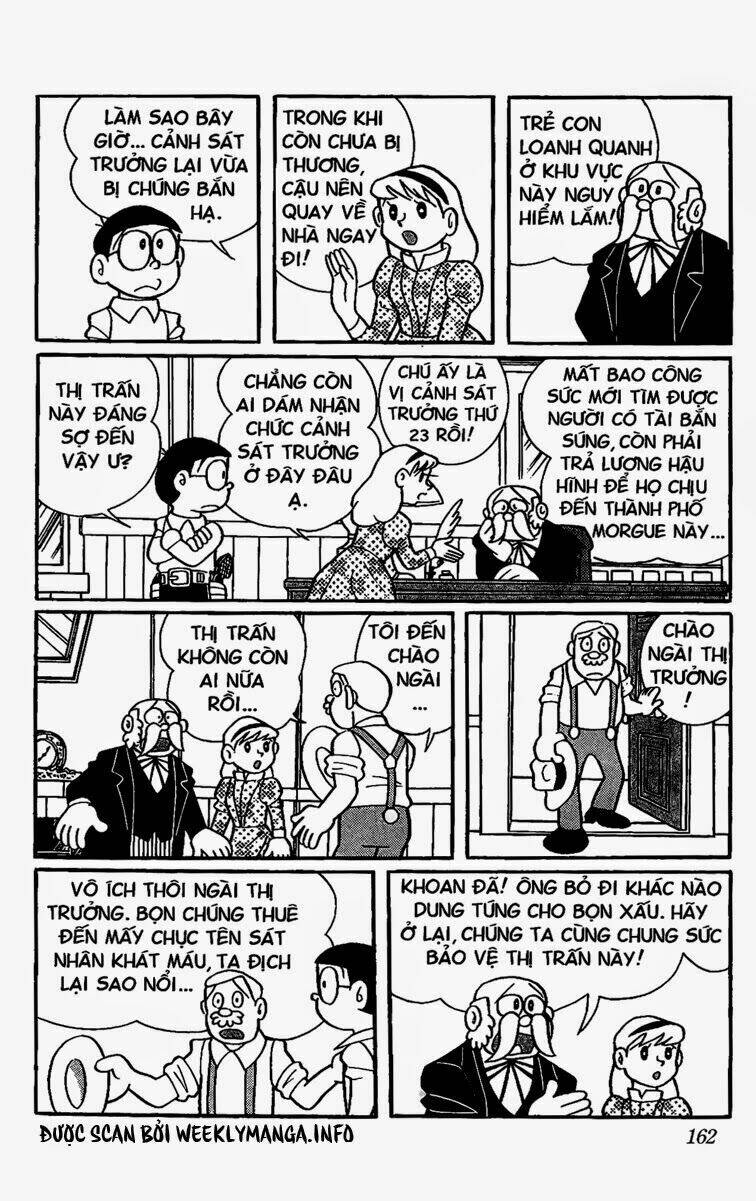 TRẺ CON
LOANH QUANH
Ở KHU VỰC
NÀY NGUY
HIỂM LẮM!
TRONG KHI
CÒN CHƯA BỊ
THƯƠNG,
CẬU NÊN
QUAY VỀ
NHÀ NGAY
ĐI!
LÀM SAO BÂY
GIỜ... CẢNH SÁT
TRƯỞNG LẠI VỪA
BỊ CHỨNG BẮN
HẠ.
MẤT BAO CÔNG
SỨC MỚI TÌM ĐƯỢC
NGƯỜI CÓ TÀI BẮN
SÚNG, CÒN PHẢI
TRẢ LƯƠNG HẬU
HĨNH ĐỂ HỌ CHỊU
ĐẾN THÀNH PHỐ
MORGUE NÀY...
CHÚ ẤY LÀ
VỊ CẢNH SÁT
TRƯỞNG THỨ
23 RỒI!
CHẲNG CÒN
AI DÁM NHẬN
CHỨC CẢNH
SÁT TRƯỞNG
Ở ĐÂY ĐÂU
Ạ.
THỊ TRẤN
NÀY ĐÁNG
SỢ ĐẾN
VẬY Ư?
CHÀO
NGÀI THỊ
TRƯỞNG
!
TÔI ĐẾN
CHÀO
NGÀI
...
THỊ TRẤN
KHÔNG CÒN
AI NỮA
RỒI...
KHOAN ĐÃ! ÔNG BỎ ĐI KHÁC NÀO
DUNG TÚNG CHO BỌN XẤU. HÃY
Ở LẠI, CHÚNG TA CÙNG CHUNG SỨC
BẢO VỆ THỊ TRẤN NÀY!
VÔ ÍCH THÔI NGÀI THỊ
TRƯỞNG. BỌN CHÚNG THUÊ
ĐẾN MẤY CHỤC TÊN SÁT
NHÂN KHÁT MÁU, TA ĐỊCH
LẠI SAO NỔI...
ĐƯỢC SCAN BỞI WEEKLYMANGA.INFO
162